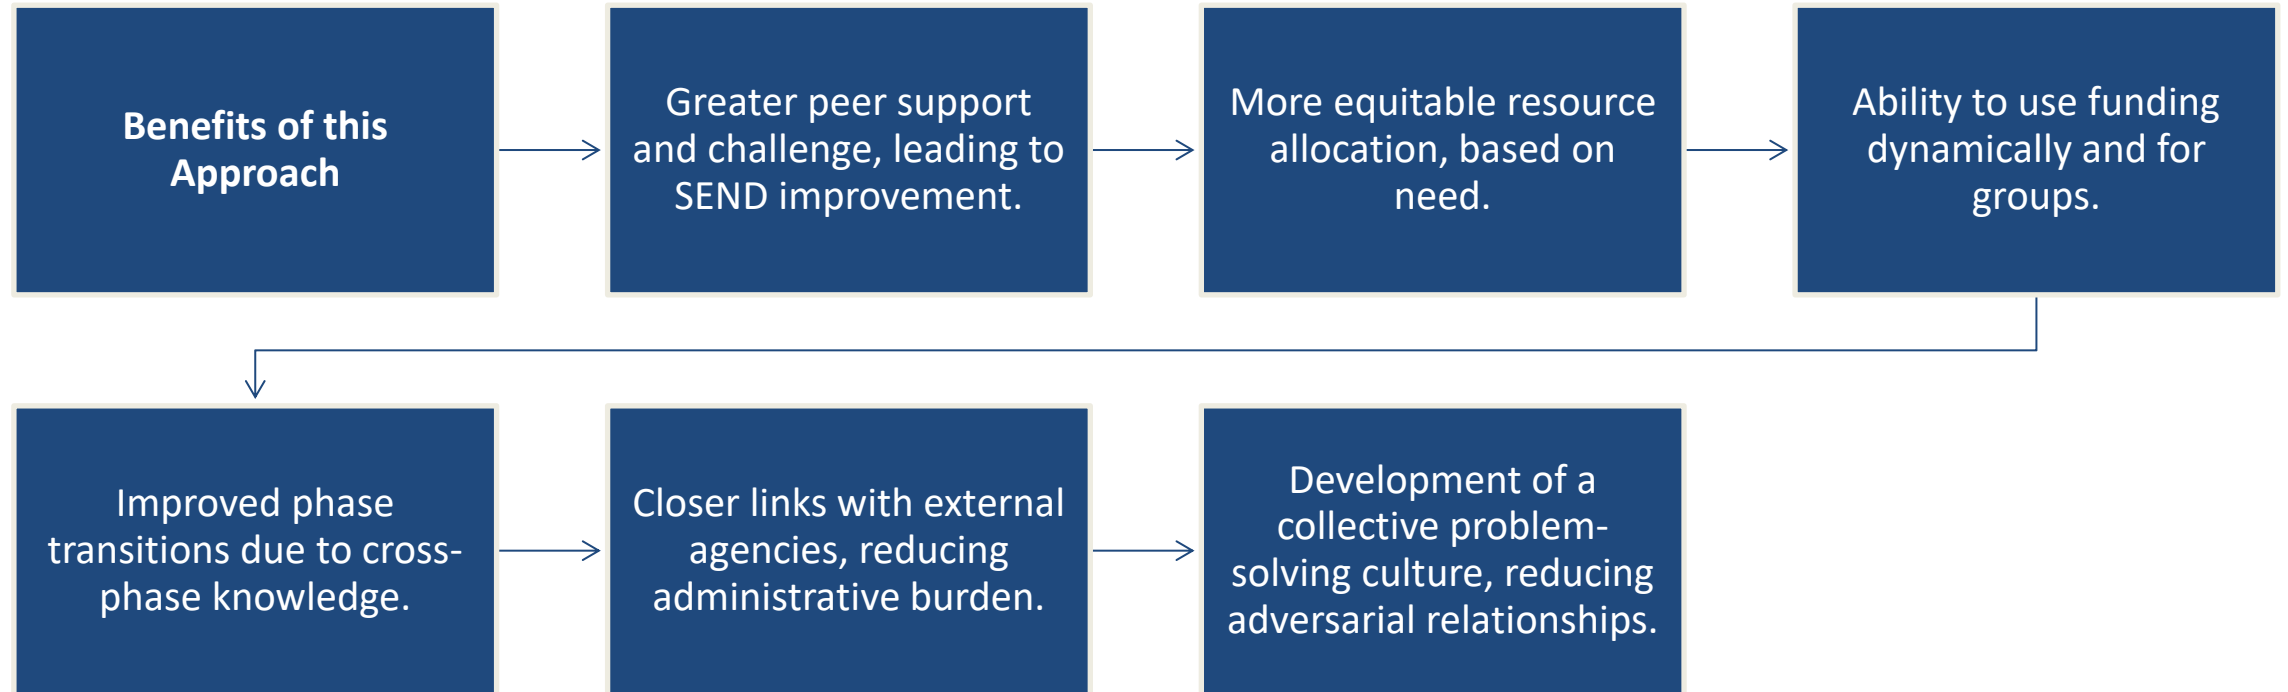 Benefits of this
Approach
Greater peer support
and challenge, leading to
SEND improvement.
More equitable resource
allocation, based on
need.
Ability to use funding
dynamically and for
groups.
Improved phase
transitions due to cross-
phase knowledge.
Closer links with external
agencies, reducing
administrative burden.
Development of a
collective problem-
solving culture, reducing
adversarial relationships.